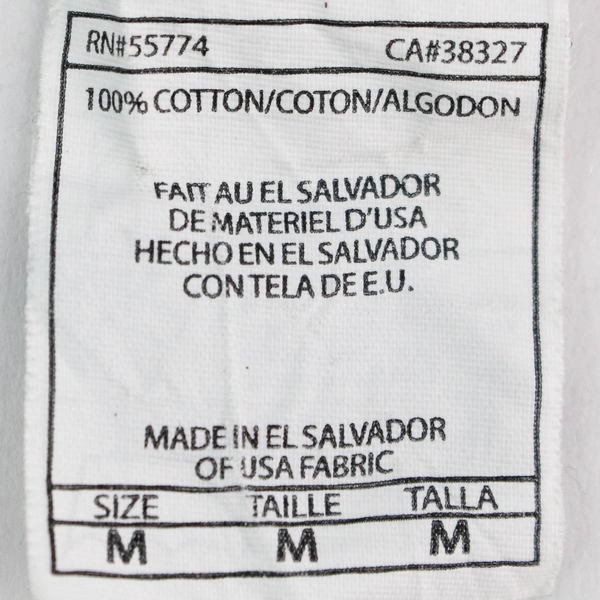 RN#55774 CA#38327
100% COTTON/COTON/ALGODON
FAIT AU EL SALVADOR
DE MATERIEL D'USA
HECHO EN EL SALVADOR
CON TELA DE E.U.
MADE IN EL SALVADOR
OF USA FABRIC
SIZE TAILLE TALLA
M M M